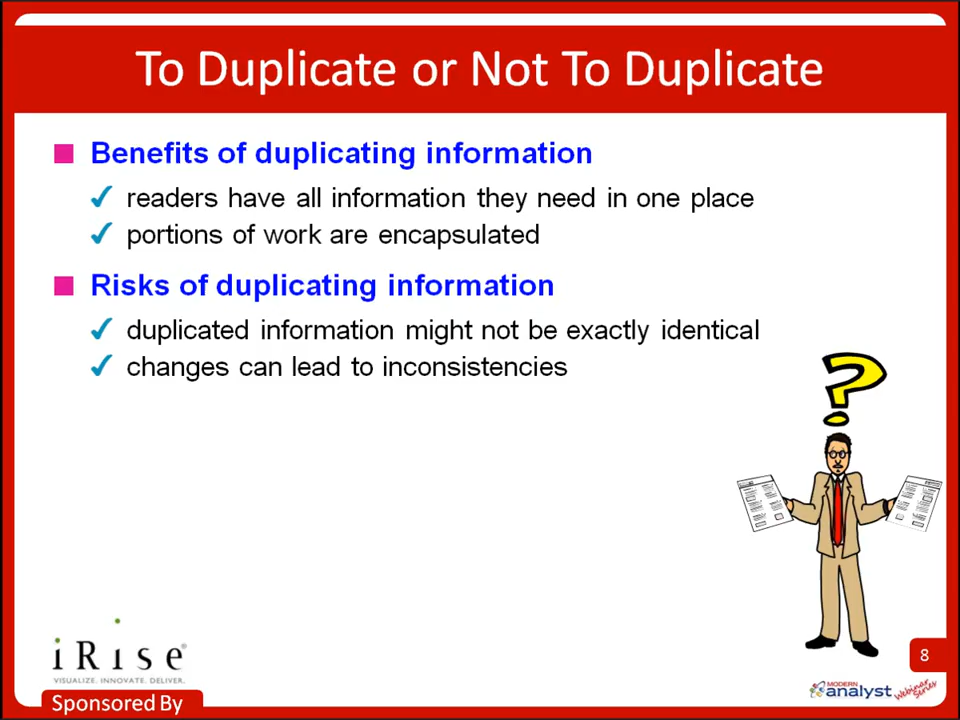 To Duplicate or Not To Duplicate
Benefits of duplicating information
readers have all information they need in one place
portions of work are encapsulated
Risks of duplicating information
duplicated information might not be exactly identical
changes can lead to inconsistencies
?
iRise®
VISUALIZE. INNOVATE. DELIVER.
Sponsored By
8
MODERN
analyst
Webinar
Series